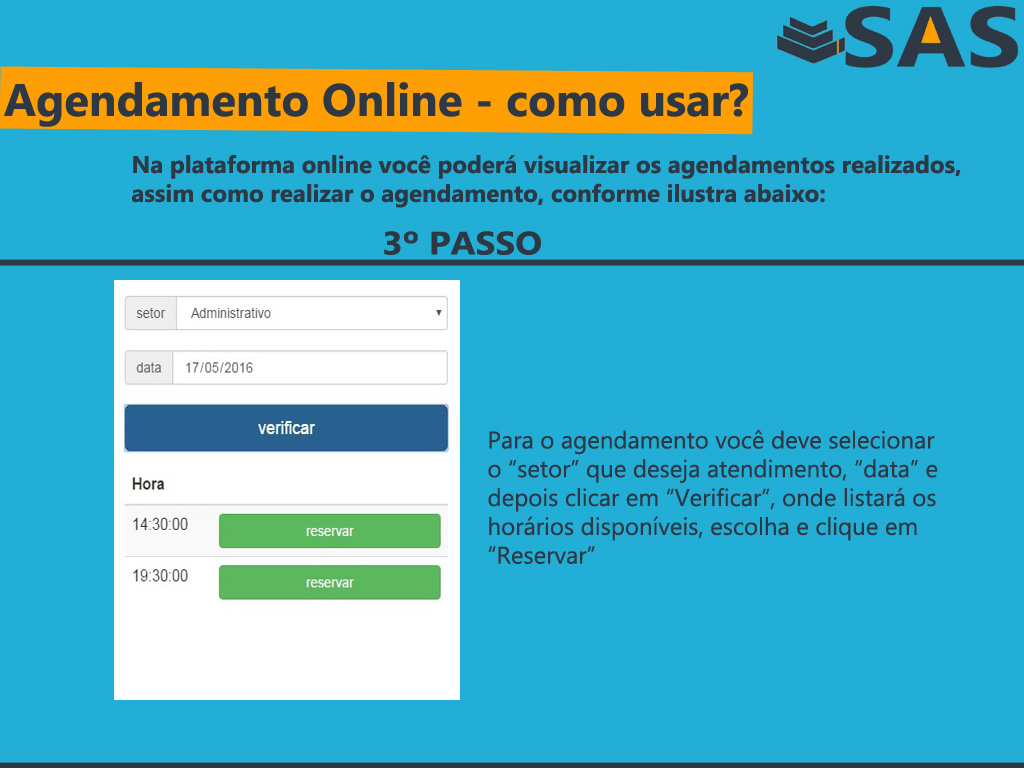 SAS
Agendamento Online - como usar?
Na plataforma online você poderá visualizar os agendamentos realizados,
assim como realizar o agendamento, conforme ilustra abaixo:
3º PASSO
setor Administrativo
data 17/05/2016
verificar
Hora
14:30:00 reservar
19:30:00 reservar
Para o agendamento você deve selecionar
o “setor” que deseja atendimento, “data” e
depois clicar em “Verificar”, onde listará os
horários disponíveis, escolha e clique em
“Reservar”